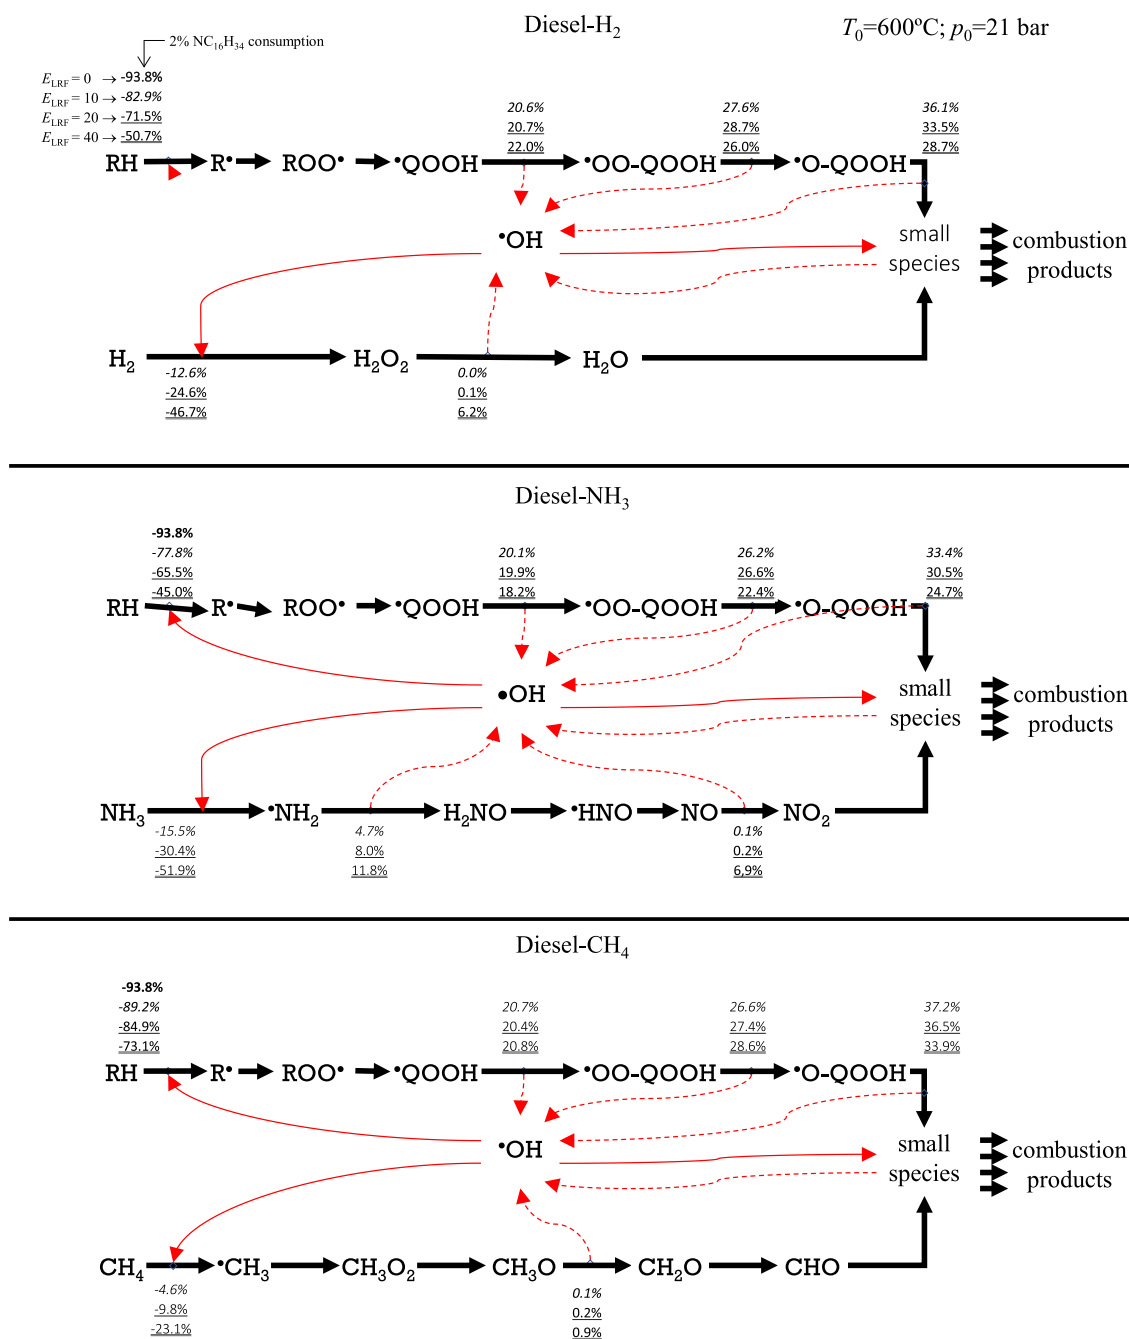 Diesel-H2
T0=600ºC; p0=21 bar
2% NC16H34 consumption
ELRF = 0 → -93.8%
ELRF = 10 → -82.9%
ELRF = 20 → -71.5%
ELRF = 40 → -50.7%
20.6% 27.6% 36.1%
20.7% 28.7% 33.5%
22.0% 26.0% 28.7%
RH R• ROO• •QOOH •OO-QOOH •O-QOOH
•OH
small species
combustion products
H2 H2O2 H2O
-12.6% 0.0%
-24.6% 0.1%
-46.7% 6.2%
Diesel-NH3
-93.8%
-77.8% 20.1% 26.2% 33.4%
-65.5% 19.9% 26.6% 30.5%
-45.0% 18.2% 22.4% 24.7%
RH R• ROO• •QOOH •OO-QOOH •O-QOOH
•OH
small species
combustion products
NH3 •NH2 H2NO •HNO NO NO2
-15.5% 4.7% 0.1%
-30.4% 8.0% 0.2%
-51.9% 11.8% 6,9%
Diesel-CH4
-93.8%
-89.2% 20.7% 26.6% 37.2%
-84.9% 20.4% 27.4% 36.5%
-73.1% 20.8% 28.6% 33.9%
RH R• ROO• •QOOH •OO-QOOH •O-QOOH
•OH
small species
combustion products
CH4 •CH3 CH3O2 CH3O CH2O CHO
-4.6% 0.1%
-9.8% 0.2%
-23.1% 0.9%